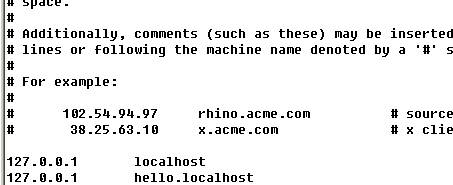 # space.
#
# Additionally, comments (such as these) may be inserted
# lines or following the machine name denoted by a '#' s
#
# For example:
#
#      102.54.94.97     rhino.acme.com          # source
#       38.25.63.10     x.acme.com              # x clie
127.0.0.1       localhost
127.0.0.1       hello.localhost